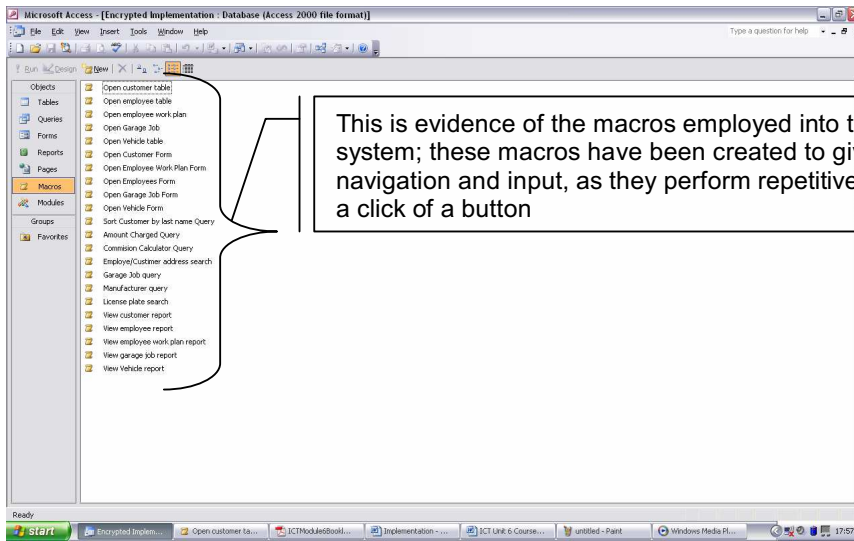 Microsoft Access - [Encrypted Implementation : Database (Access 2000 file format)]
File Edit View Insert Tools Window Help Type a question for help
Run Design New
Objects
Tables
Queries
Forms
Reports
Pages
Macros
Modules
Groups
Favorites
Open customer table
Open employee table
Open employee work plan
Open Garage Job
Open Vehicle table
Open Customer Form
Open Employee Work Plan Form
Open Employees Form
Open Garage Job Form
Open Vehicle Form
Sort Customer by last name Query
Amount Charged Query
Commision Calculator Query
Employe/Custimer address search
Garage Job query
Manufacturer query
License plate search
View customer report
View employee report
View employee work plan report
View garage job report
View Vehicle report
This is evidence of the macros employed into t
system; these macros have been created to gi
navigation and input, as they perform repetitive
a click of a button
Ready
start Encrypted Implem... Open customer ta... ICTModule6Bookl... Implementation - ... ICT Unit 6 Course... untitled - Paint Windows Media Pl... 17:57